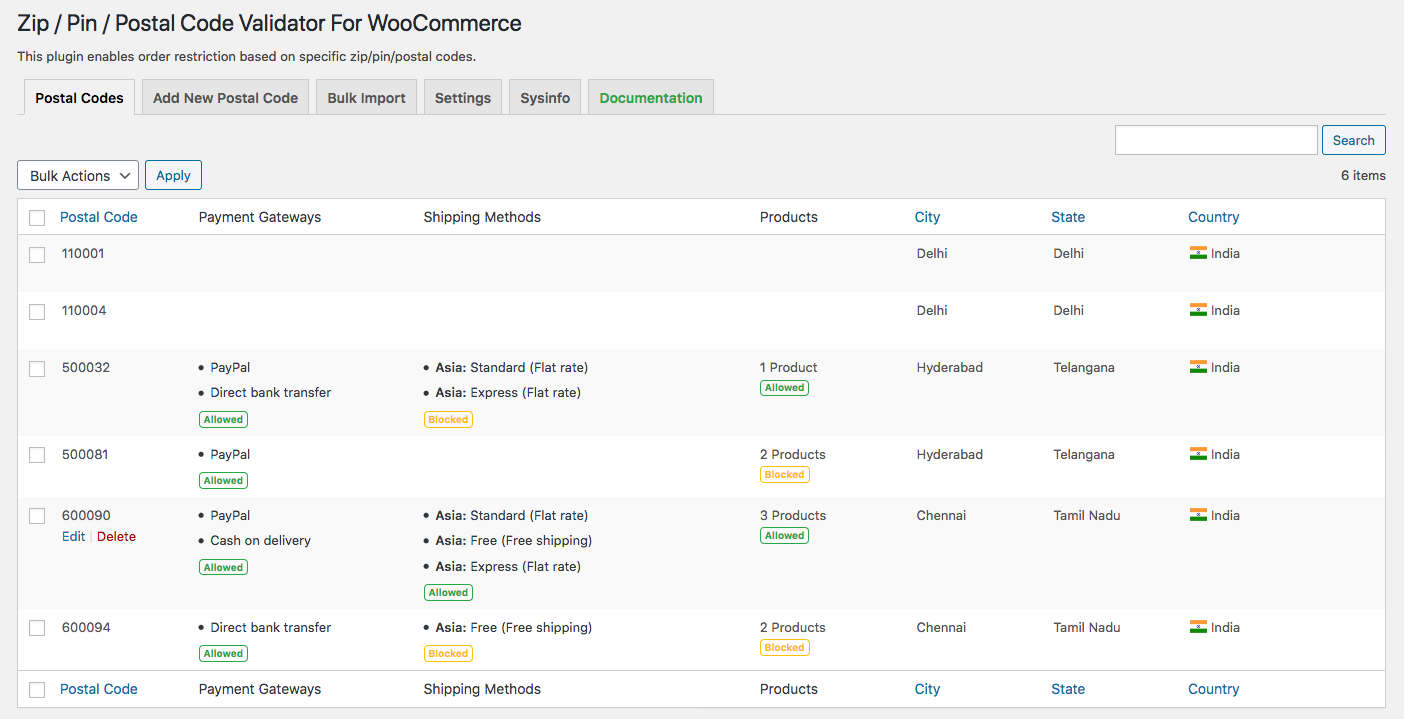 Zip / Pin / Postal Code Validator For WooCommerce
This plugin enables order restriction based on specific zip/pin/postal codes.
Postal Codes Add New Postal Code Bulk Import Settings Sysinfo Documentation
Search
Bulk Actions Apply 6 items
Postal Code Payment Gateways Shipping Methods Products City State Country
110001 Delhi Delhi India
110004 Delhi Delhi India
500032 • PayPal • Asia: Standard (Flat rate) 1 Product Hyderabad Telangana India
• Direct bank transfer • Asia: Express (Flat rate) Allowed
Allowed Blocked
500081 • PayPal 2 Products Hyderabad Telangana India
Allowed Blocked
600090 • PayPal • Asia: Standard (Flat rate) 3 Products Chennai Tamil Nadu India
Edit | Delete • Cash on delivery • Asia: Free (Free shipping) Allowed
Allowed • Asia: Express (Flat rate)
Allowed
600094 • Direct bank transfer • Asia: Free (Free shipping) 2 Products Chennai Tamil Nadu India
Allowed Blocked Blocked
Postal Code Payment Gateways Shipping Methods Products City State Country